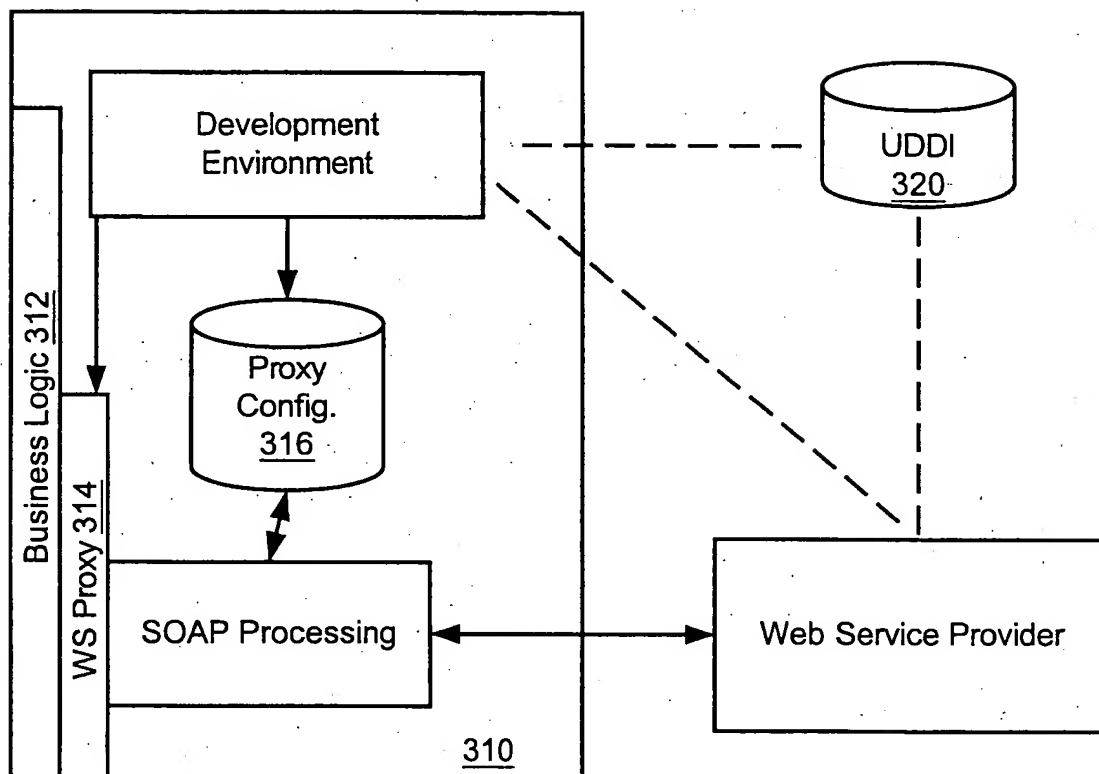 Development
Environment
UDDI
320
Business Logic 312
Proxy
Config.
316
WS Proxy 314
SOAP Processing
Web Service Provider
310